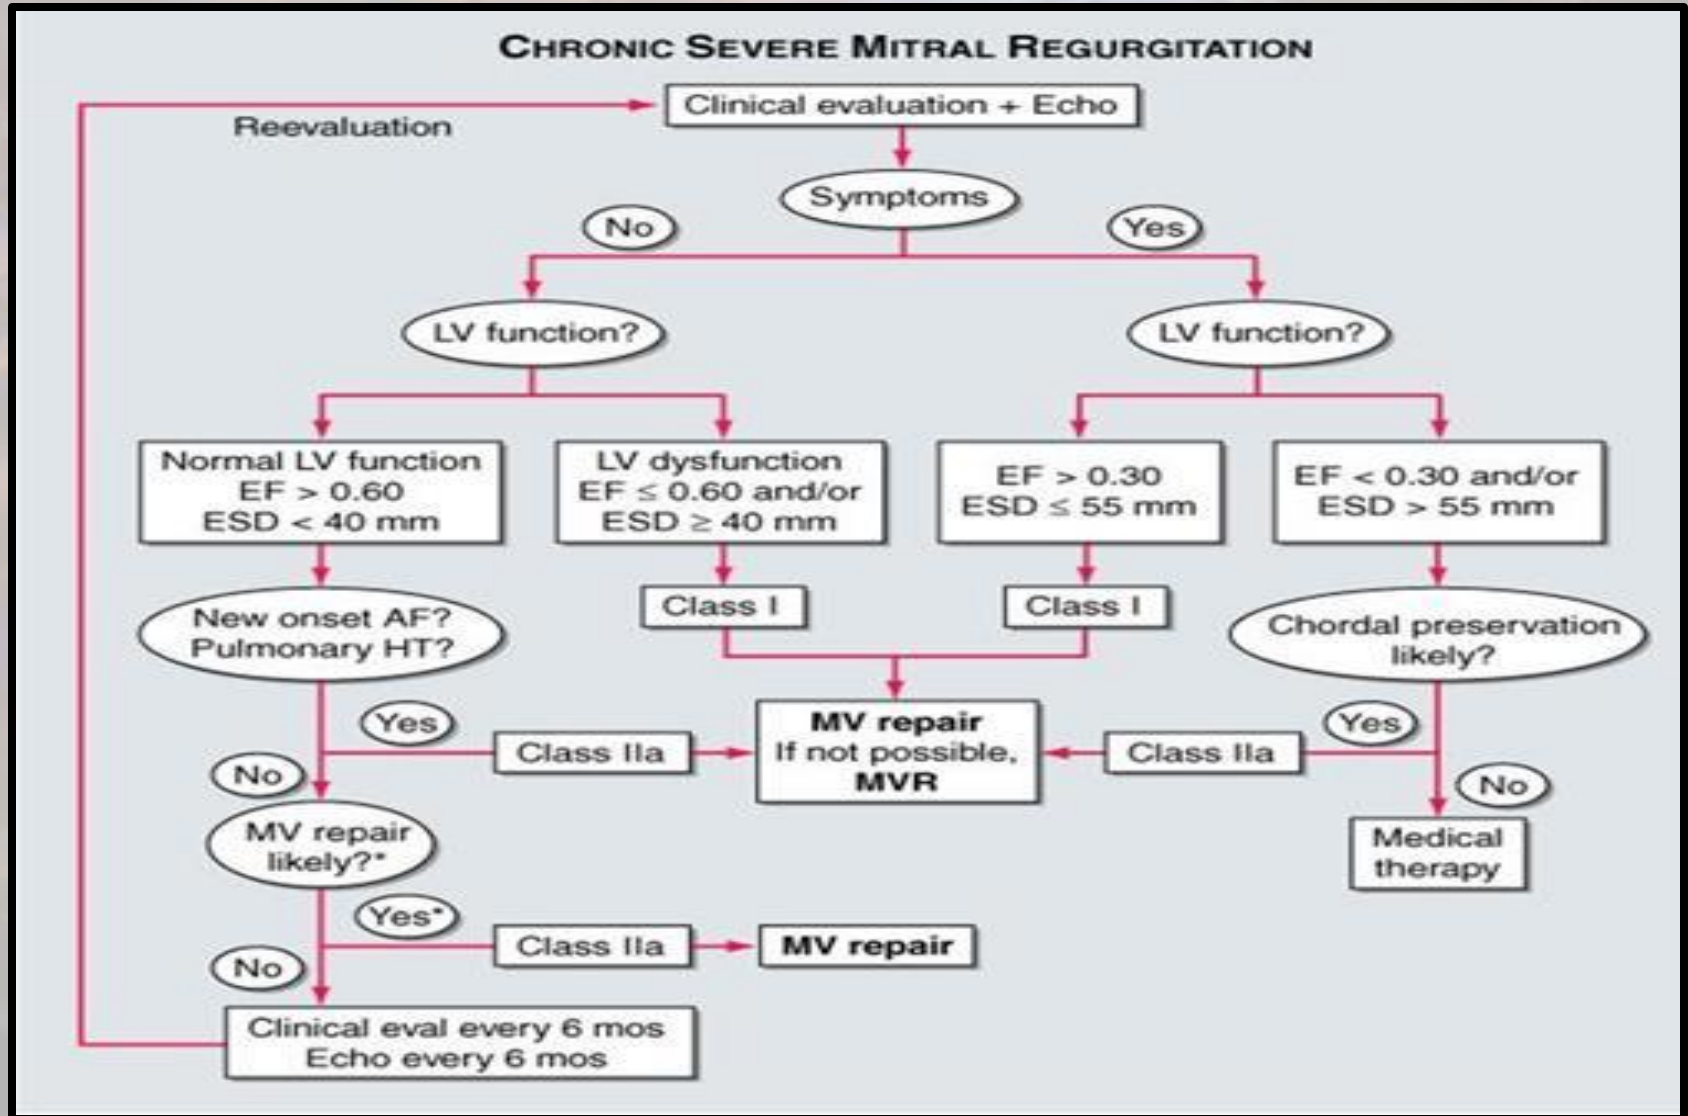 CHRONIC SEVERE MITRAL REGURGITATION
Clinical evaluation + Echo
Reevaluation
Symptoms
No
Yes
LV function?
LV function?
Normal LV function
EF > 0.60
ESD < 40 mm
LV dysfunction
EF ≤ 0.60 and/or
ESD ≥ 40 mm
EF > 0.30
ESD ≤ 55 mm
EF < 0.30 and/or
ESD > 55 mm
New onset AF?
Pulmonary HT?
Class I
Class I
Chordal preservation
likely?
Yes
Class IIa
MV repair
If not possible,
MVR
Class IIa
Yes
No
No
MV repair
likely?*
Medical
therapy
Yes*
Class IIa
MV repair
No
Clinical eval every 6 mos
Echo every 6 mos